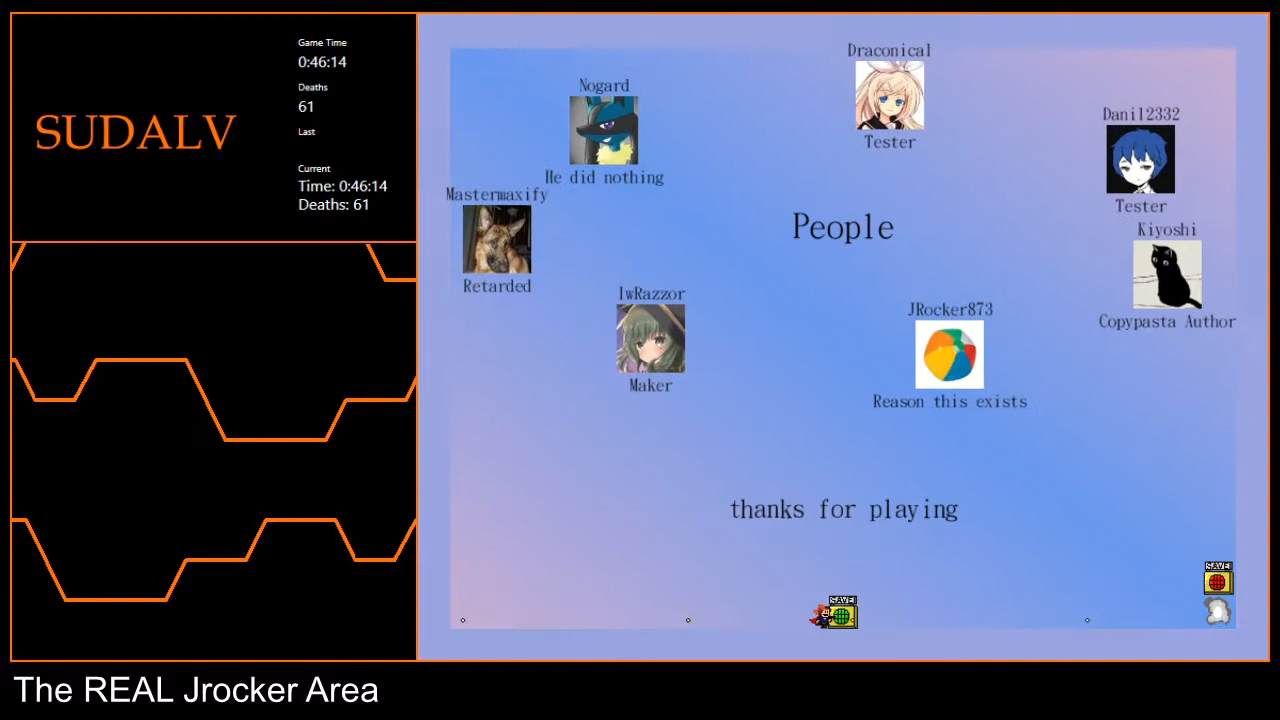 SUDALV
Game Time
0:46:14
Deaths
61
Last
Current
Time: 0:46:14
Deaths: 61
Draconical
Tester
Nogard
He did nothing
Dani12332
Tester
Mastermaxify
Retarded
People
Kiyoshi
Copypasta Author
IwRazzor
Maker
JRocker873
Reason this exists
thanks for playing
SAVE
SAVE
The REAL Jrocker Area